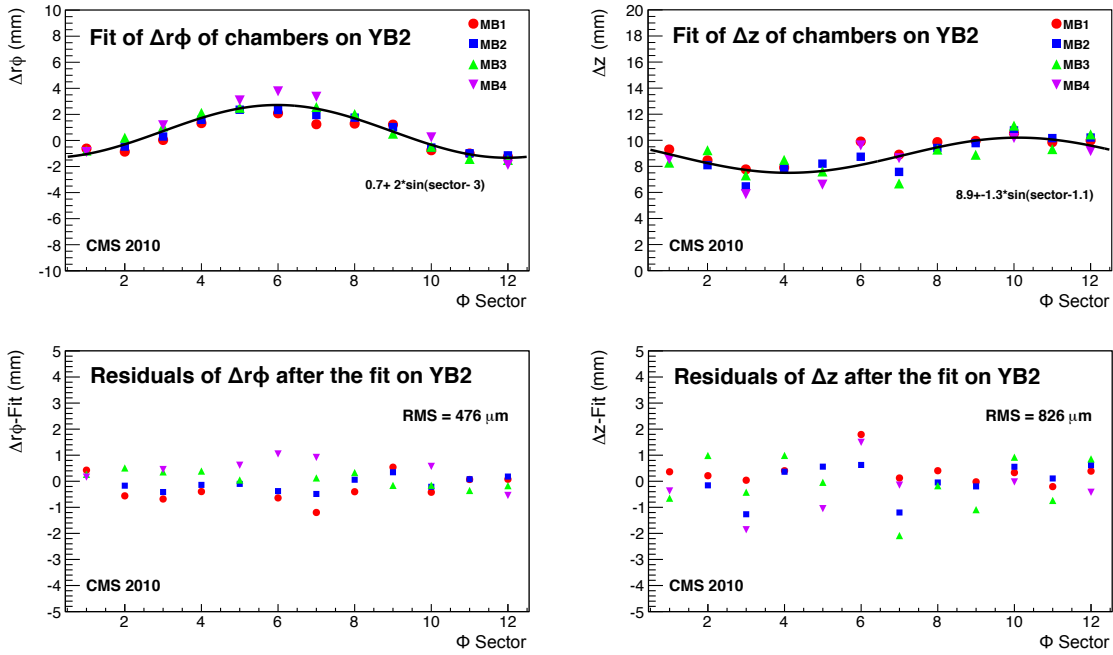 Δrϕ (mm)
Fit of Δrϕ of chambers on YB2
MB1
MB2
MB3
MB4
10
8
6
4
2
0
-2
-4
-6
-8
-10
0.7+ 2*sin(sector- 3)
CMS 2010
2 4 6 8 10 12
Φ Sector
Δz (mm)
Fit of Δz of chambers on YB2
MB1
MB2
MB3
MB4
20
18
16
14
12
10
8
6
4
2
0
8.9+-1.3*sin(sector-1.1)
CMS 2010
2 4 6 8 10 12
Φ Sector
Δrϕ-Fit (mm)
Residuals of Δrϕ after the fit on YB2
RMS = 476 μm
5
4
3
2
1
0
-1
-2
-3
-4
-5
CMS 2010
2 4 6 8 10 12
Φ Sector
Δz-Fit (mm)
Residuals of Δz after the fit on YB2
RMS = 826 μm
5
4
3
2
1
0
-1
-2
-3
-4
-5
CMS 2010
2 4 6 8 10 12
Φ Sector